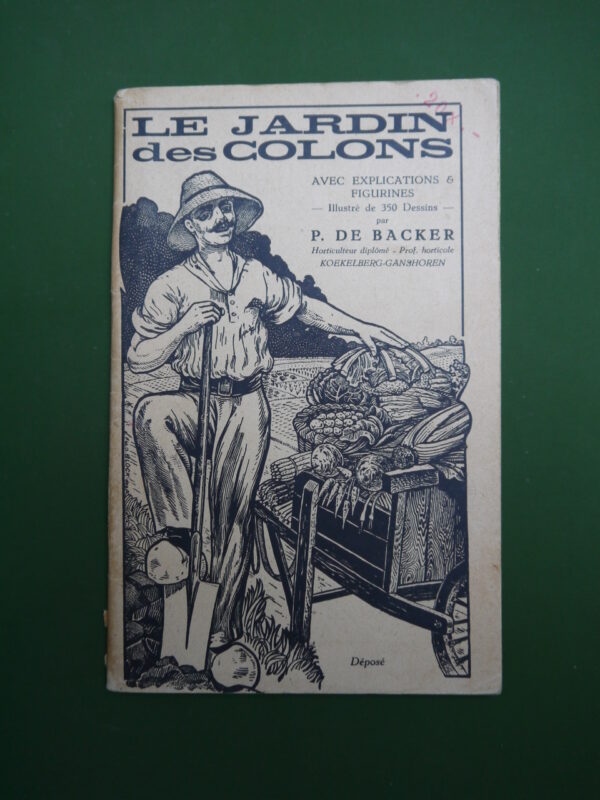 LE JARDIN
des COLONS
AVEC EXPLICATIONS &
FIGURINES
— Illustré de 350 Dessins —
par
P. DE BACKER
Horticulteur diplômé - Prof. horticole
KOEKELBERG-GANSHOREN
Déposé